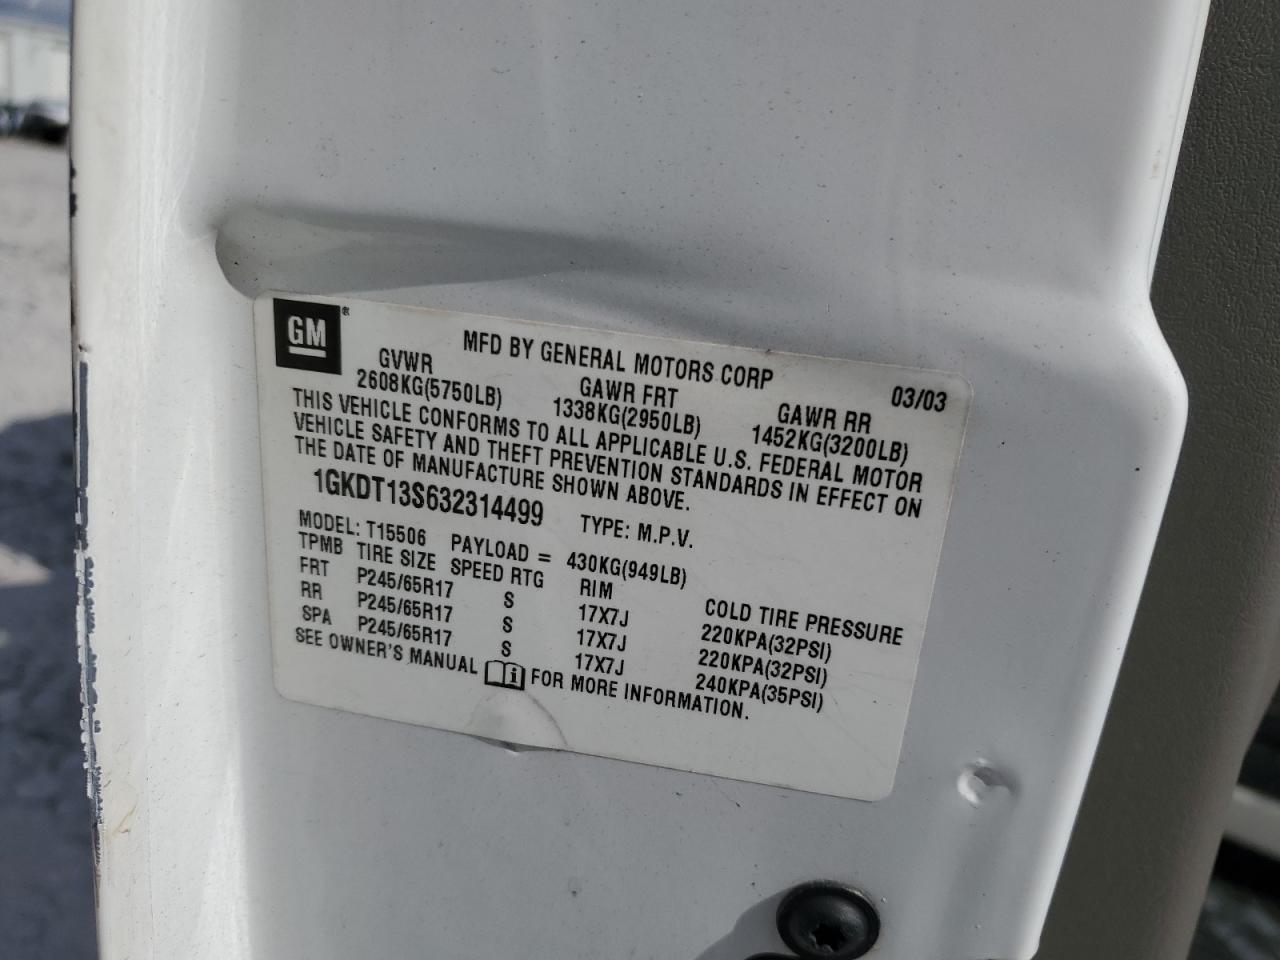 GM®
MFD BY GENERAL MOTORS CORP 03/03
GVWR GAWR FRT GAWR RR
2608KG(5750LB) 1338KG(2950LB) 1452KG(3200LB)
THIS VEHICLE CONFORMS TO ALL APPLICABLE U.S. FEDERAL MOTOR
VEHICLE SAFETY AND THEFT PREVENTION STANDARDS IN EFFECT ON
THE DATE OF MANUFACTURE SHOWN ABOVE.
1GKDT13S632314499 TYPE: M.P.V.
MODEL: T15506 PAYLOAD = 430KG(949LB)
TPMB TIRE SIZE SPEED RTG RIM COLD TIRE PRESSURE
FRT P245/65R17 S 17X7J 220KPA(32PSI)
RR P245/65R17 S 17X7J 220KPA(32PSI)
SPA P245/65R17 S 17X7J 240KPA(35PSI)
SEE OWNER'S MANUAL i FOR MORE INFORMATION.